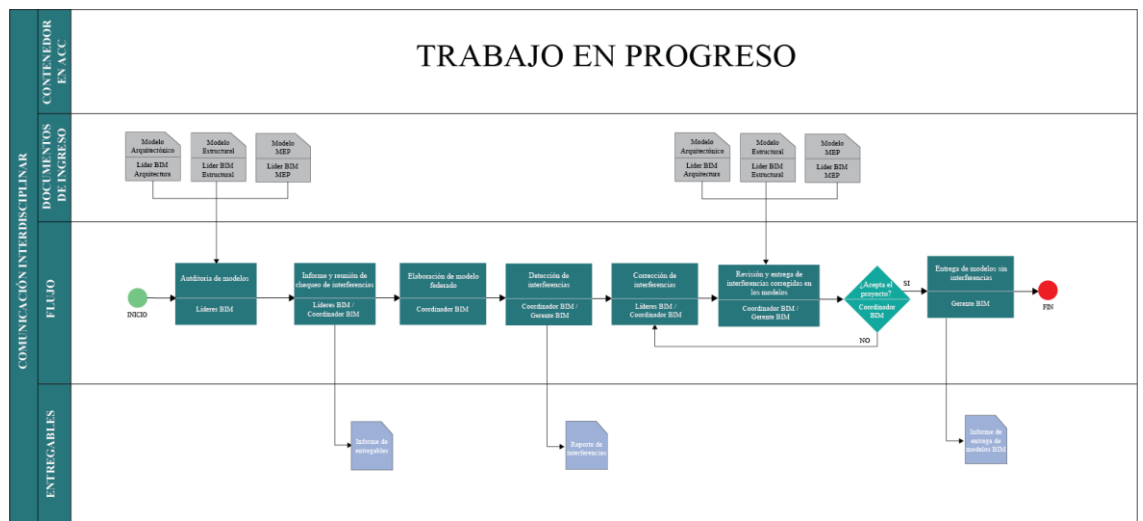 COMUNICACIÓN INTERDISCIPLINAR
CONTENEDOR
EN ACC
TRABAJO EN PROGRESO
DOCUMENTOS
DE INGRESO
Modelo
Arquitectónico
Líder BIM
Arquitectura
Modelo
Estructural
Líder BIM
Estructural
Modelo
MEP
Líder BIM
MEP
Modelo
Arquitectónico
Líder BIM
Arquitectura
Modelo
Estructural
Líder BIM
Estructural
Modelo
MEP
Líder BIM
MEP
FLUJO
INICIO
Autditoría de modelos
Líderes BIM
Informe y reunión de
chequeo de interferencias
Líderes BIM /
Coordinador BIM
Elaboración de modelo
federado
Coordinador BIM
Detección de
interferencias
Coordinador BIM /
Gerente BIM
Corrección de
interferencias
Líderes BIM /
Coordinador BIM
Revisión y entrega de
interferencias corregidas en
los modelos
Coordinador BIM /
Gerente BIM
¿Acepta el
proyecto?
Coordinador
BIM
SI
NO
Entrega de modelos sin
interferencias
Gerente BIM
FIN
ENTREGABLES
Informe de
entregables
Reporte de
interferencias
Informe de
entrega de
modelos BIM